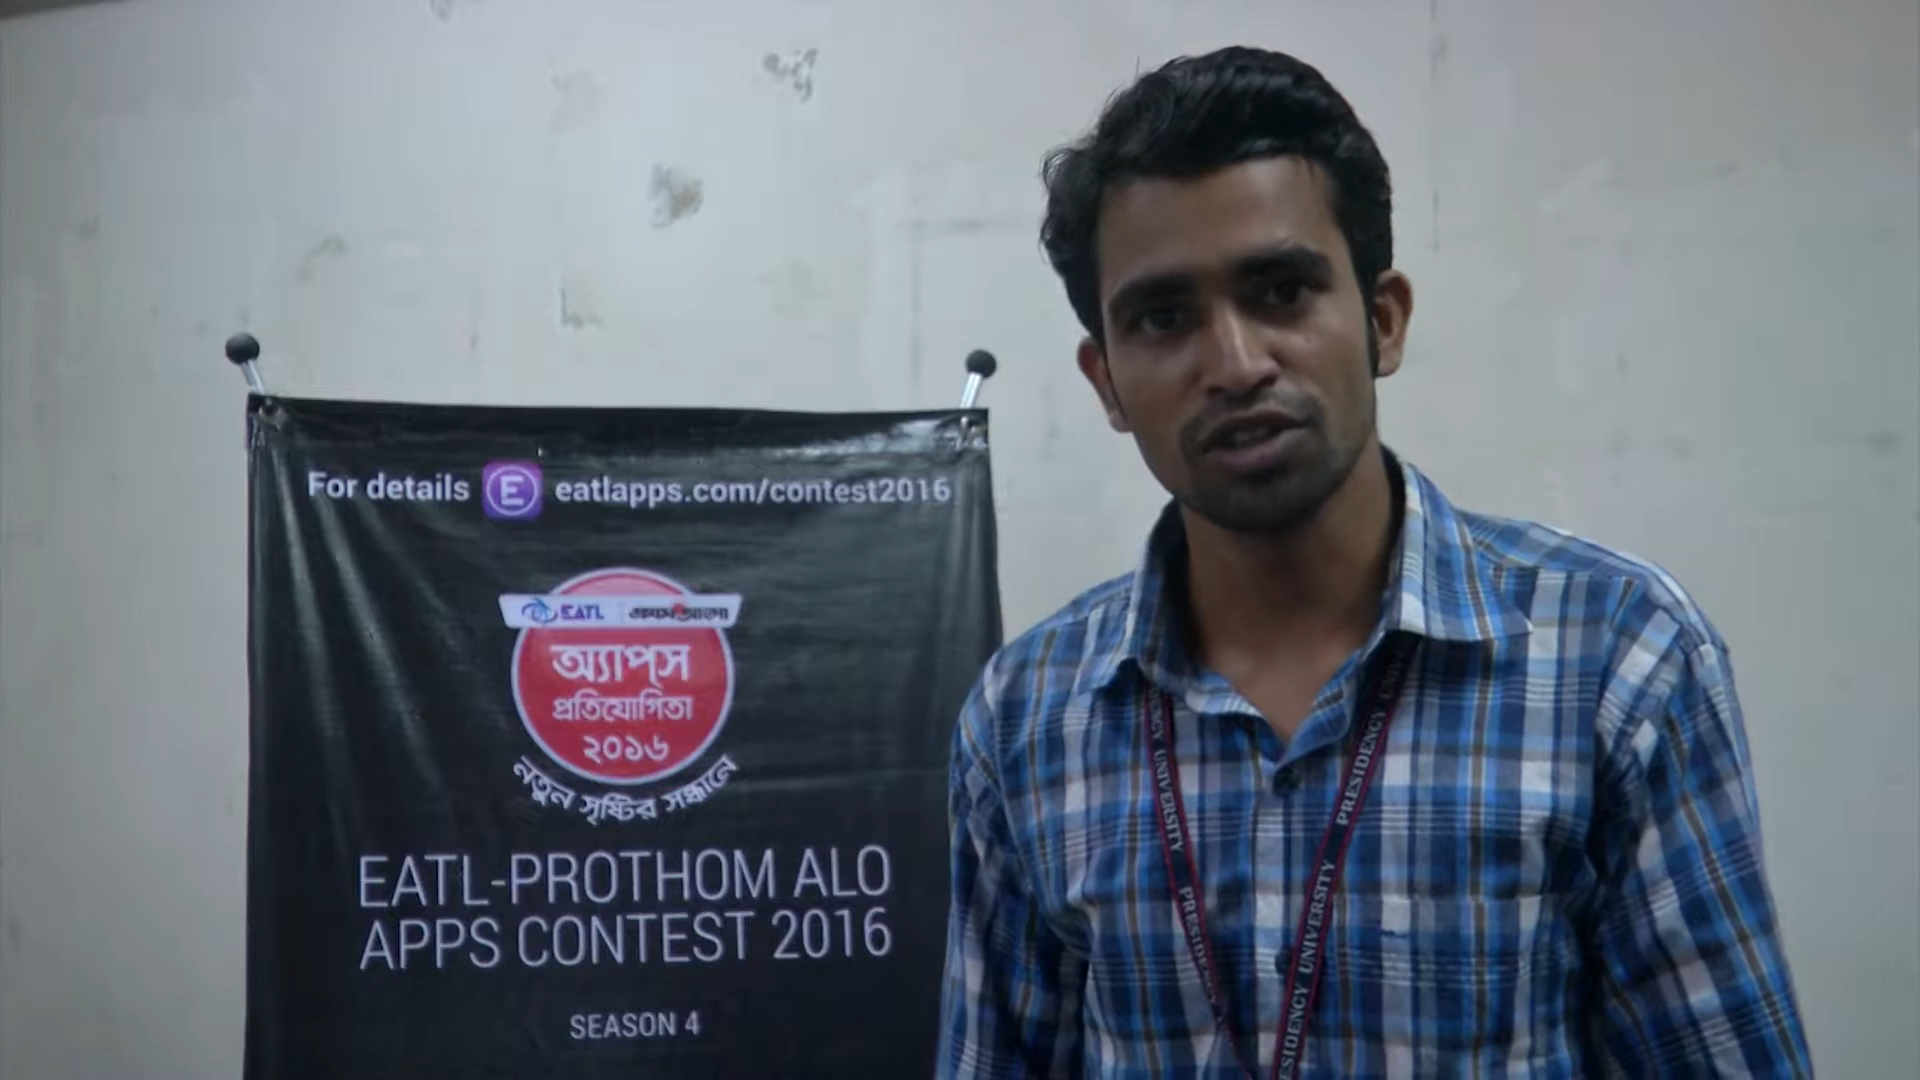 For details E eatlapps.com/contest2016
EATL প্রথম আলো
অ্যাপ্‌স
প্রতিযোগিতা
২০১৬
নতুন সৃষ্টির সন্ধানে
EATL-PROTHOM ALO
APPS CONTEST 2016
SEASON 4
PRESIDENCY UNIVERSITY
PRESIDENCY UNIVERSITY